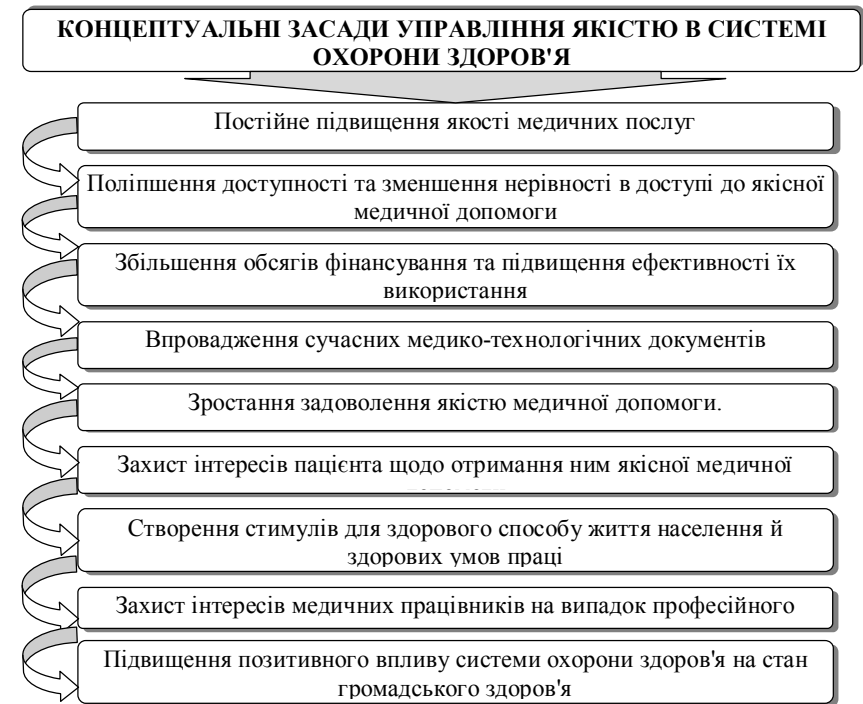 КОНЦЕПТУАЛЬНІ ЗАСАДИ УПРАВЛІННЯ ЯКІСТЮ В СИСТЕМІ
ОХОРОНИ ЗДОРОВ'Я
Постійне підвищення якості медичних послуг
Поліпшення доступності та зменшення нерівності в доступі до якісної
медичної допомоги
Збільшення обсягів фінансування та підвищення ефективності їх
використання
Впровадження сучасних медико-технологічних документів
Зростання задоволення якістю медичної допомоги.
Захист інтересів пацієнта щодо отримання ним якісної медичної
Створення стимулів для здорового способу життя населення й
здорових умов праці
Захист інтересів медичних працівників на випадок професійного
Підвищення позитивного впливу системи охорони здоров'я на стан
громадського здоров'я